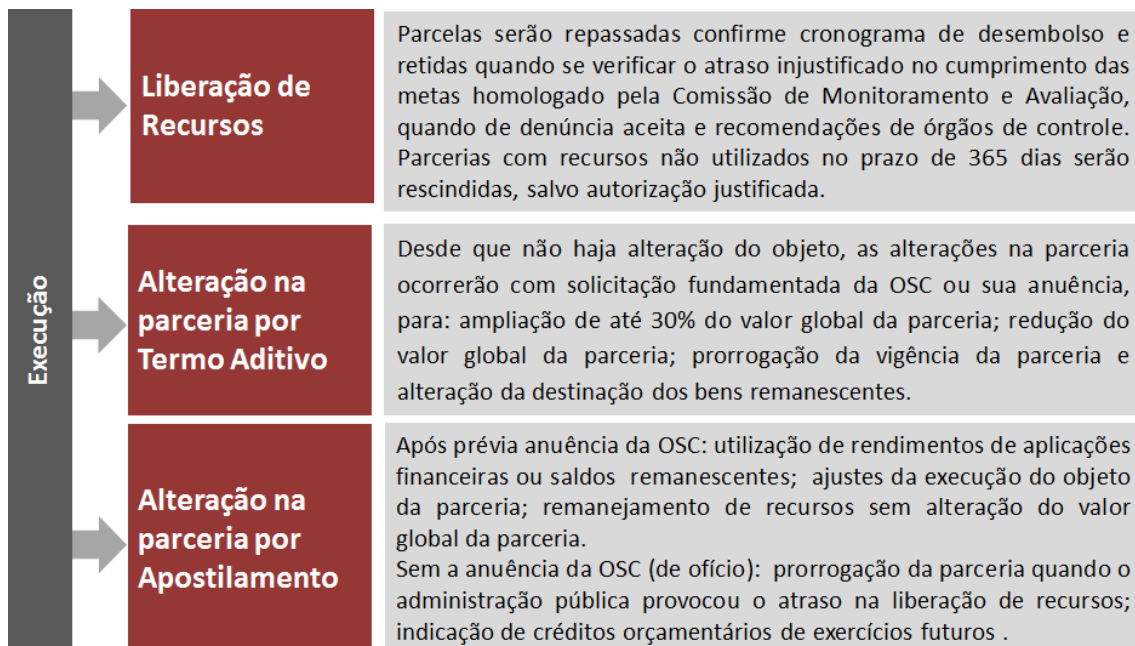 Execução
Liberação de
Recursos
Parcelas serão repassadas confirme cronograma de desembolso e
retidas quando se verificar o atraso injustificado no cumprimento das
metas homologado pela Comissão de Monitoramento e Avaliação,
quando de denúncia aceita e recomendações de órgãos de controle.
Parcerias com recursos não utilizados no prazo de 365 dias serão
rescindidas, salvo autorização justificada.
Alteração na
parceria por
Termo Aditivo
Desde que não haja alteração do objeto, as alterações na parceria
ocorrerão com solicitação fundamentada da OSC ou sua anuência,
para: ampliação de até 30% do valor global da parceria; redução do
valor global da parceria; prorrogação da vigência da parceria e
alteração da destinação dos bens remanescentes.
Alteração na
parceria por
Apostilamento
Após prévia anuência da OSC: utilização de rendimentos de aplicações
financeiras ou saldos remanescentes; ajustes da execução do objeto
da parceria; remanejamento de recursos sem alteração do valor
global da parceria.
Sem a anuência da OSC (de ofício): prorrogação da parceria quando o
administração pública provocou o atraso na liberação de recursos;
indicação de créditos orçamentários de exercícios futuros .